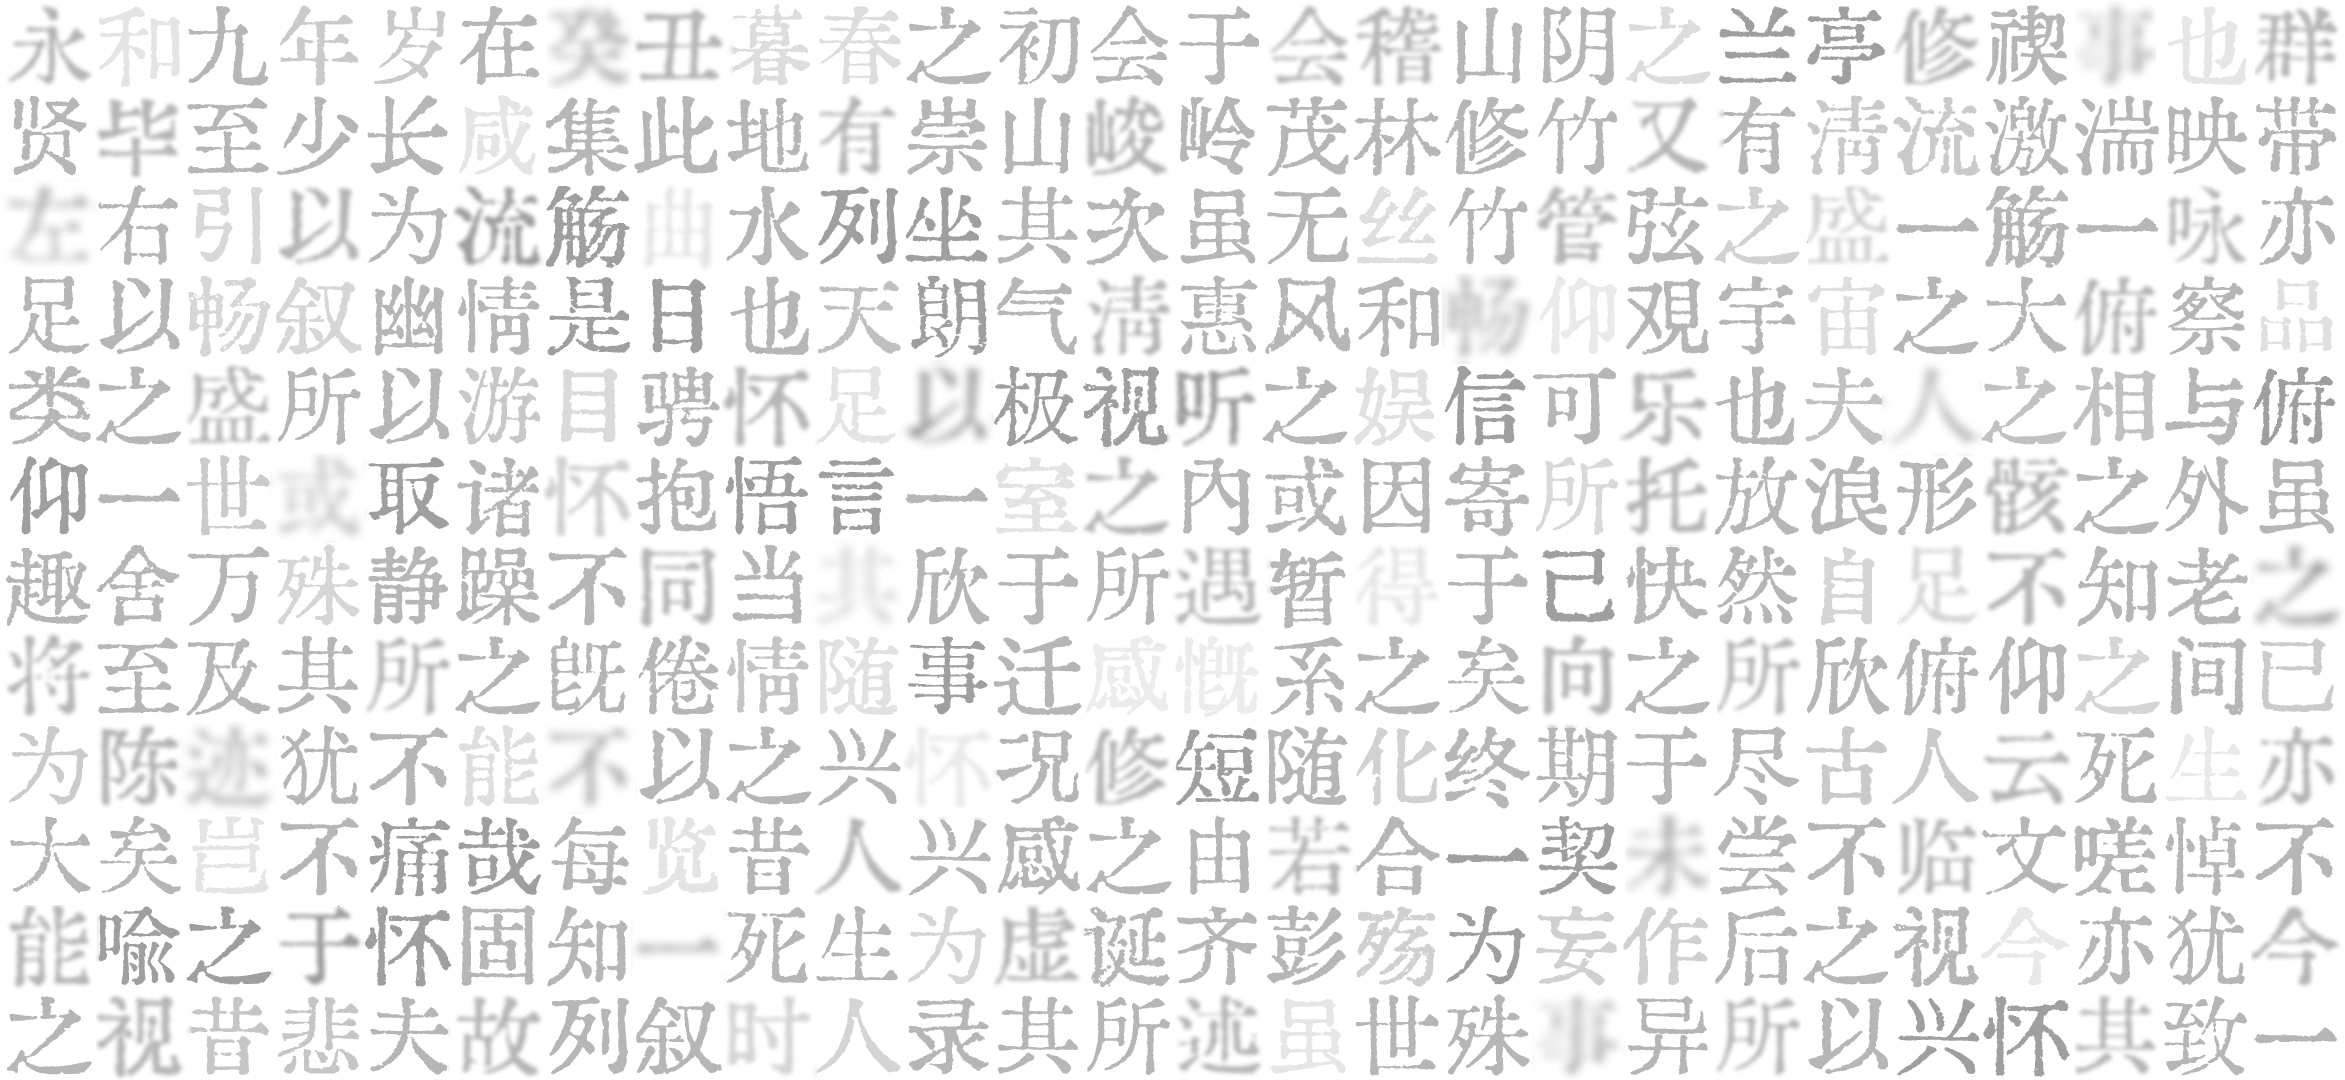 永和九年岁在癸丑暮春之初会于会稽山阴之兰亭修禊事也群
贤毕至少长咸集此地有崇山峻岭茂林修竹又有清流激湍映带
左右引以为流觞曲水列坐其次虽无丝竹管弦之盛一觞一咏亦
足以畅叙幽情是日也天朗气清惠风和畅仰观宇宙之大俯察品
类之盛所以游目骋怀足以极视听之娱信可乐也夫人之相与俯
仰一世或取诸怀抱悟言一室之内或因寄所托放浪形骸之外虽
趣舍万殊静躁不同当共欣于所遇暂得于己快然自足不知老之
将至及其所之既倦情随事迁感慨系之矣向之所欣俯仰之间已
为陈迹犹不能不以之兴怀况修短随化终期于尽古人云死生亦
大矣岂不痛哉每览昔人兴感之由若合一契未尝不临文嗟悼不
能喻之于怀固知一死生为虚诞齐彭殇为妄作后之视今亦犹今
之视昔悲夫故列叙时人录其所述虽世殊事异所以兴怀其致一